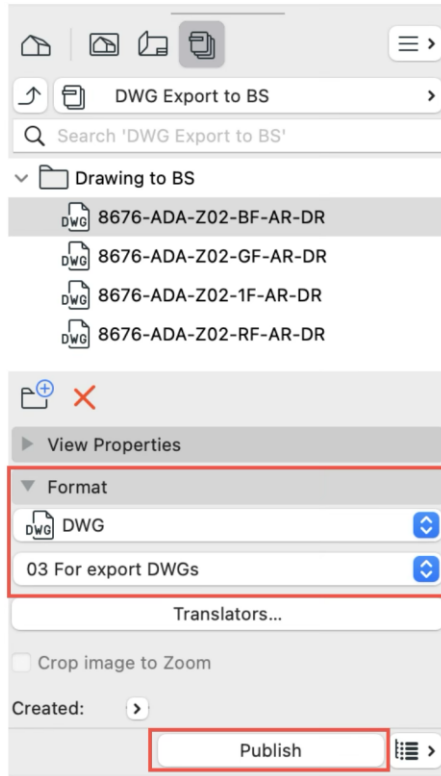 DWG Export to BS
Search 'DWG Export to BS'
Drawing to BS
DWG 8676-ADA-Z02-BF-AR-DR
DWG 8676-ADA-Z02-GF-AR-DR
DWG 8676-ADA-Z02-1F-AR-DR
DWG 8676-ADA-Z02-RF-AR-DR
View Properties
Format
DWG DWG
03 For export DWGs
Translators...
Crop image to Zoom
Created:
Publish